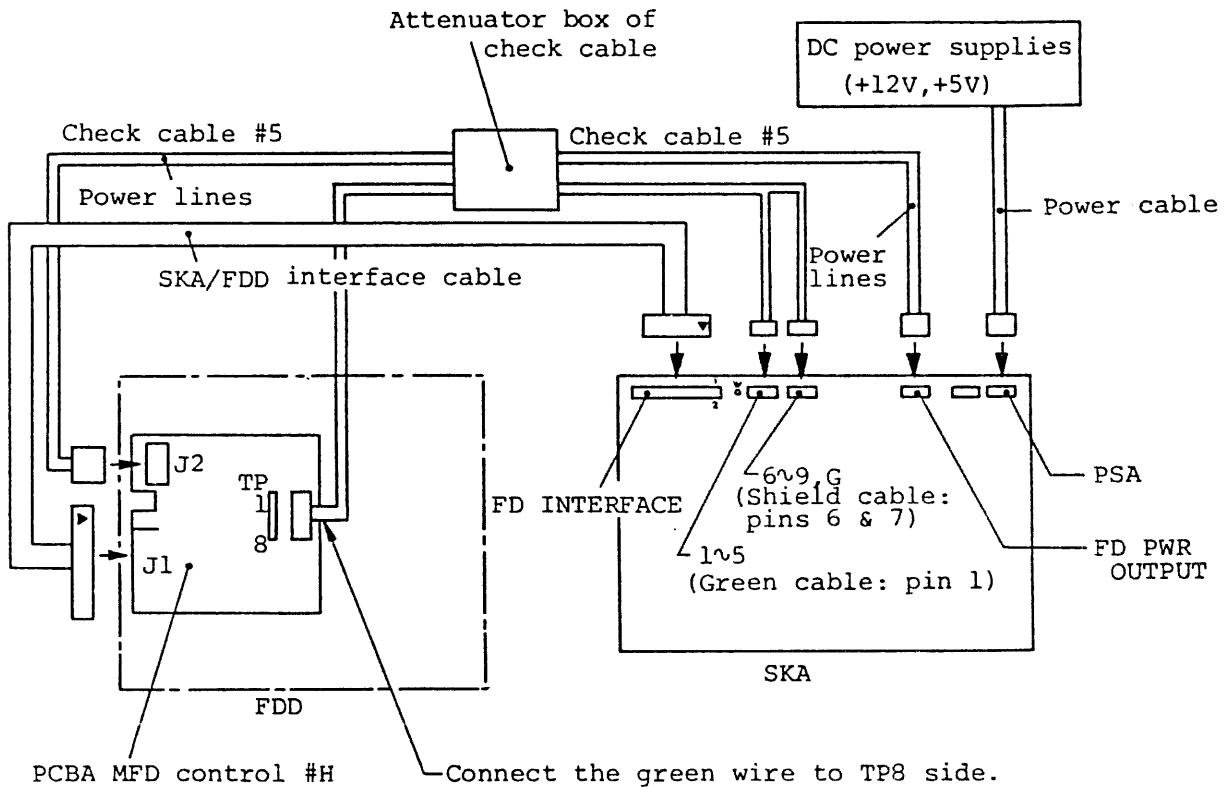 Attenuator box of
check cable
DC power supplies
(+12V,+5V)
Check cable #5
Check cable #5
Power lines
Power cable
Power
lines
SKA/FDD interface cable
1
2
J2
TP
1
8
J1
FD INTERFACE
6~9,G
(Shield cable:
pins 6 & 7)
PSA
1~5
(Green cable: pin 1)
FD PWR
OUTPUT
SKA
FDD
PCBA MFD control #H
Connect the green wire to TP8 side.